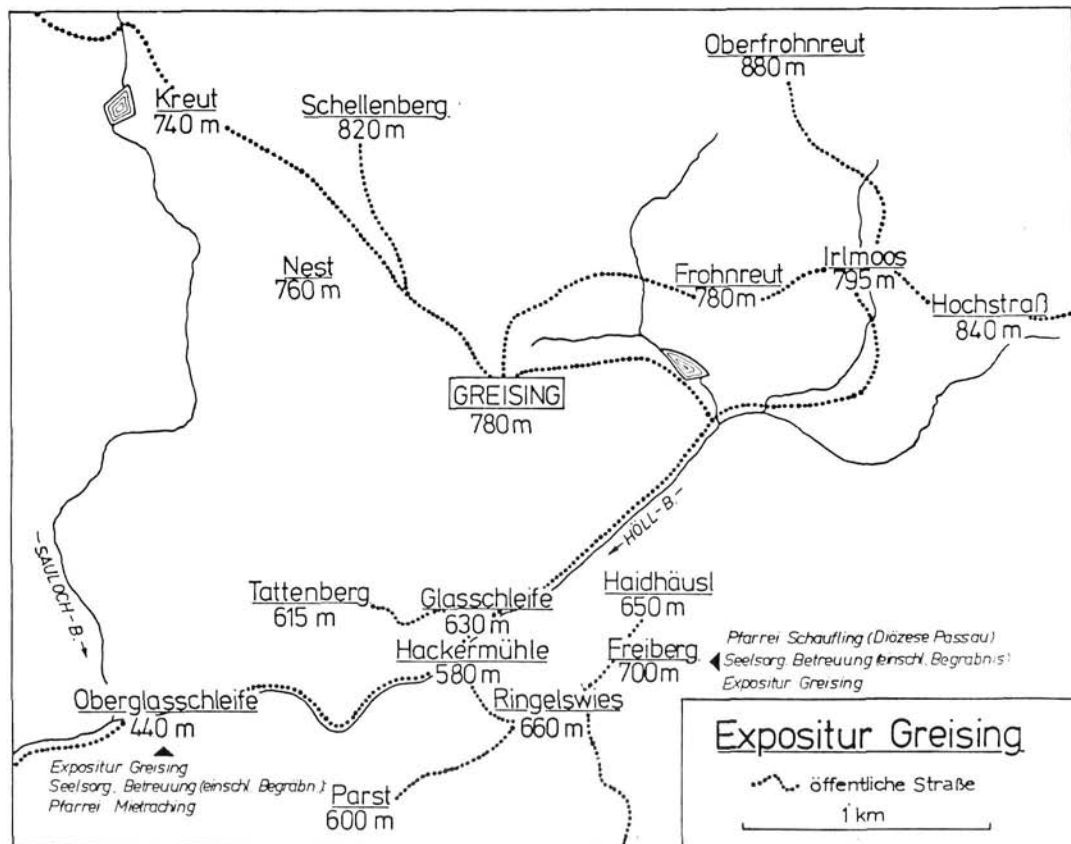 Oberfrohnreut
880 m
Kreut
740 m
Schellenberg
820 m
Nest
760 m
Frohnreut
780 m
Irlmoos
795 m
Hochstraß
840 m
GREISING
780 m
-SAULOCH-B.→
←HÖLL-B.-
Tattenberg
615 m
Glasschleife
630 m
Haidhäusl
650 m
Hackermühle
580 m
Freiberg
700 m
Pfarrei Schaufling (Diözese Passau)
Seelsorg. Betreuung (einschl. Begräbnis):
Expositur Greising
Oberglasschleife
440 m
Ringelswies
660 m
Expositur Greising
Seelsorg. Betreuung (einschl. Begräbn.):
Pfarrei Mietraching
Parst
600 m
Expositur Greising
öffentliche Straße
1 km